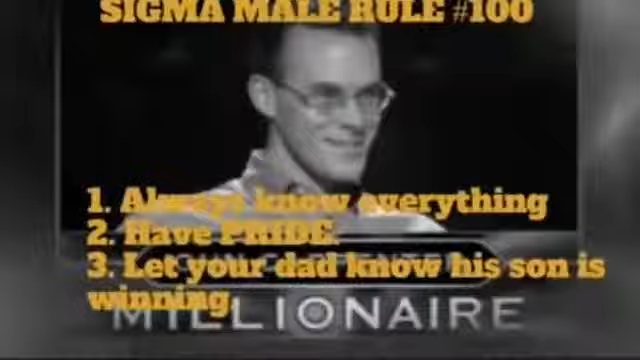 SIGMA MALE RULE #100
1. Always know everything
2. Have PRIDE.
3. Let your dad know his son is
winning.
MILLIONAIRE